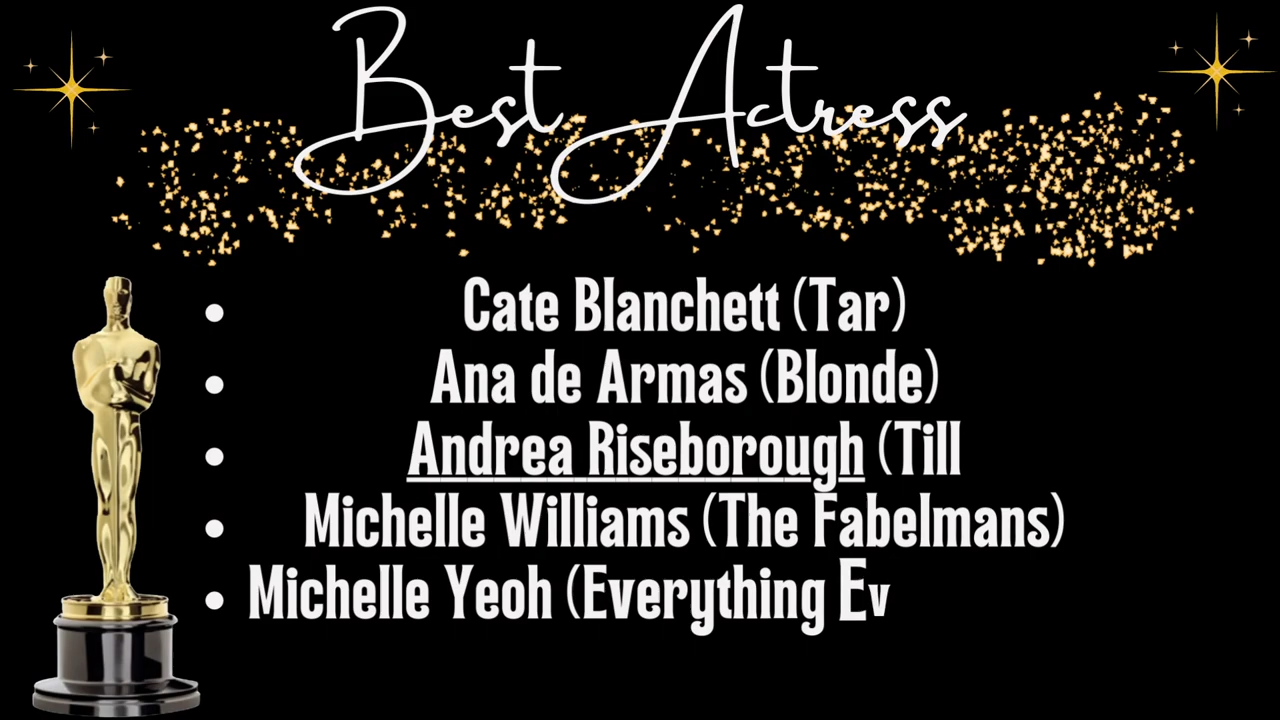 Best Actress
• Cate Blanchett (Tar)
• Ana de Armas (Blonde)
• Andrea Riseborough (Till
• Michelle Williams (The Fabelmans)
• Michelle Yeoh (Everything Ev